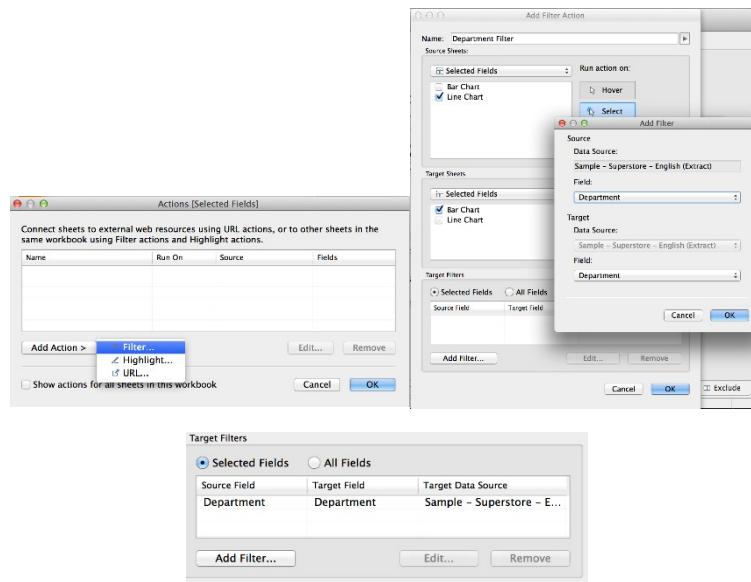 Add Filter Action
Name: Department Filter
Source Sheets:
Selected Fields
Run action on:
Bar Chart
Line Chart
Hover
Select
Target Sheets
Selected Fields
Bar Chart
Line Chart
Target Filters
Selected Fields All Fields
Source Field Target Field
Add Filter... Edit... Remove
Cancel OK
Exclude
Add Filter
Source
Data Source:
Sample - Superstore - English (Extract)
Field:
Department
Target
Data Source:
Sample - Superstore - English (Extract)
Field:
Department
Cancel OK
Actions [Selected Fields]
Connect sheets to external web resources using URL actions, or to other sheets in the
same workbook using Filter actions and Highlight actions.
Name Run On Source Fields
Add Action > Filter... Edit... Remove
Highlight...
URL...
Show actions for all sheets in this workbook Cancel OK
Target Filters
Selected Fields All Fields
Source Field Target Field Target Data Source
Department Department Sample - Superstore - E...
Add Filter... Edit... Remove